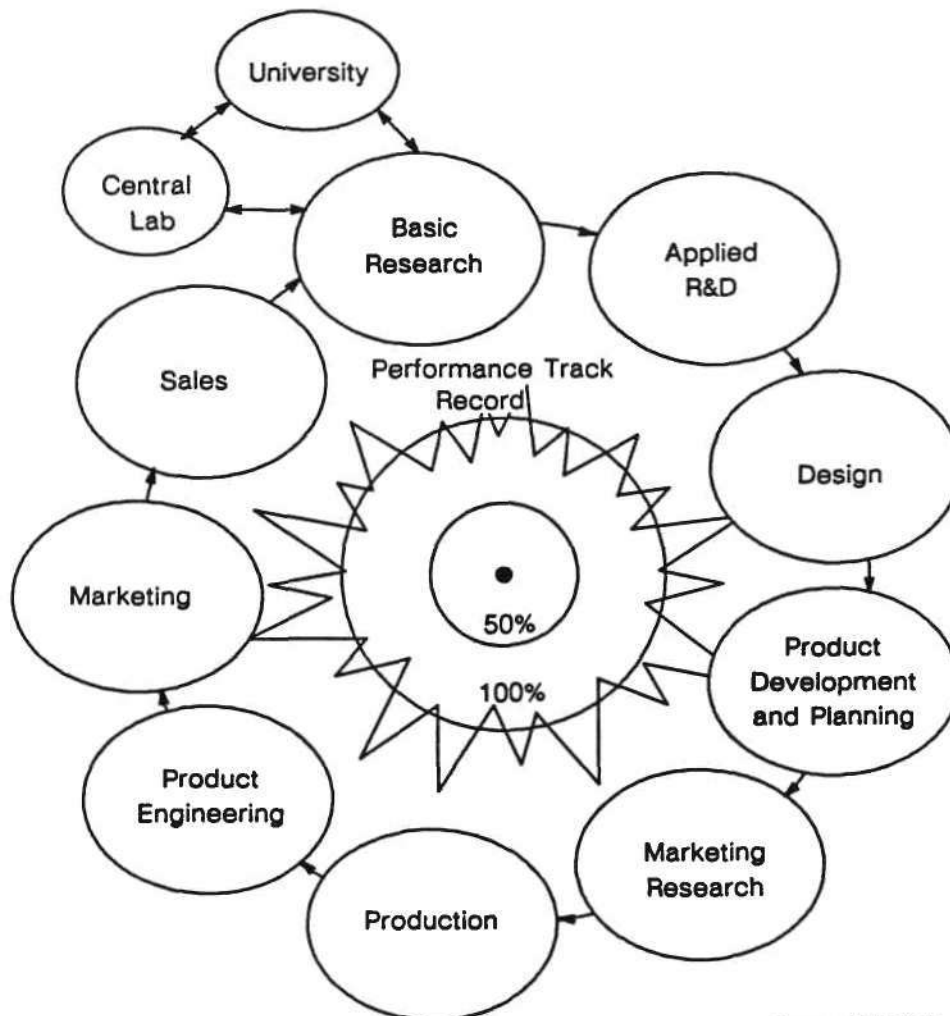 University
Central
Lab
Basic
Research
Applied
R&D
Sales
Performance Track
Record
Design
Marketing
50%
100%
Product
Development
and Planning
Product
Engineering
Marketing
Research
Production